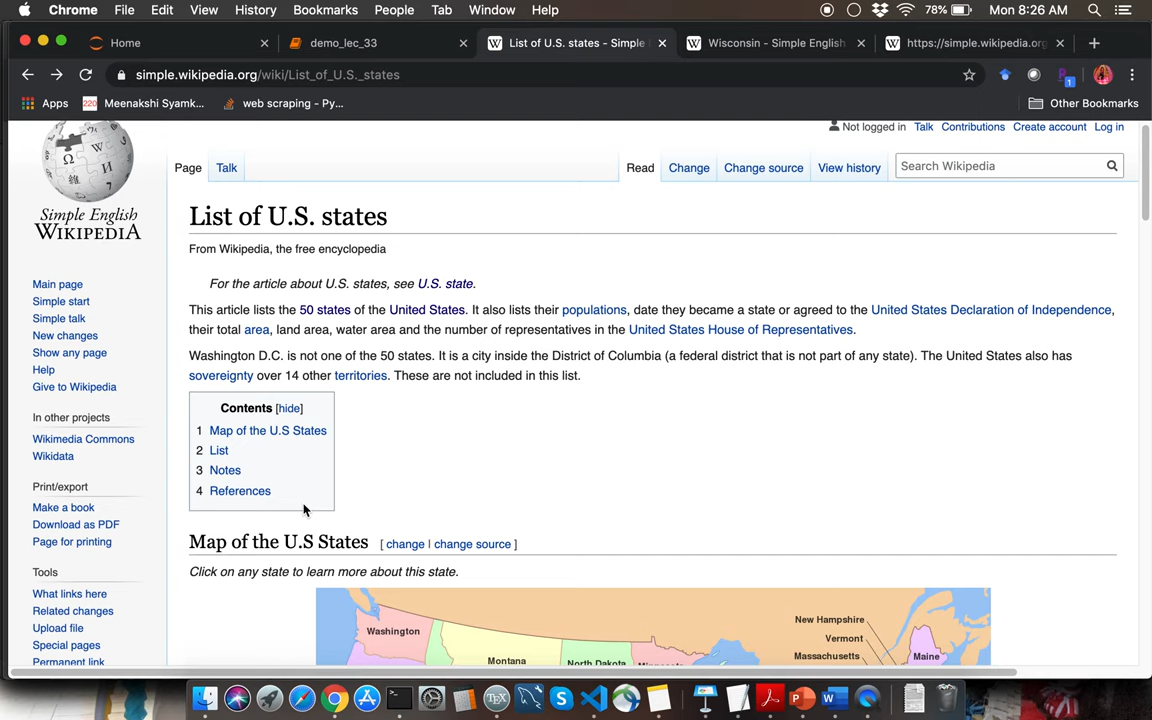 Chrome File Edit View History Bookmarks People Tab Window Help 78% Mon 8:26 AM
Home demo_lec_33 List of U.S. states - Simple Wisconsin - Simple English https://simple.wikipedia.org
simple.wikipedia.org/wiki/List_of_U.S._states
1
Apps 220 Meenakshi Syamk... web scraping - Py... Other Bookmarks
Not logged in Talk Contributions Create account Log in
Page Talk Read Change Change source View history Search Wikipedia
Simple English
WIKIPEDIA
List of U.S. states
From Wikipedia, the free encyclopedia
For the article about U.S. states, see U.S. state.
This article lists the 50 states of the United States. It also lists their populations, date they became a state or agreed to the United States Declaration of Independence,
their total area, land area, water area and the number of representatives in the United States House of Representatives.
Washington D.C. is not one of the 50 states. It is a city inside the District of Columbia (a federal district that is not part of any state). The United States also has
sovereignty over 14 other territories. These are not included in this list.
Contents [hide]
1 Map of the U.S States
2 List
3 Notes
4 References
Map of the U.S States [ change | change source ]
Click on any state to learn more about this state.
Washington
Montana
North Dakota
New Hampshire
Vermont
Massachusetts
Maine
Main page
Simple start
Simple talk
New changes
Show any page
Help
Give to Wikipedia
In other projects
Wikimedia Commons
Wikidata
Print/export
Make a book
Download as PDF
Page for printing
Tools
What links here
Related changes
Upload file
Special pages
Permanent link